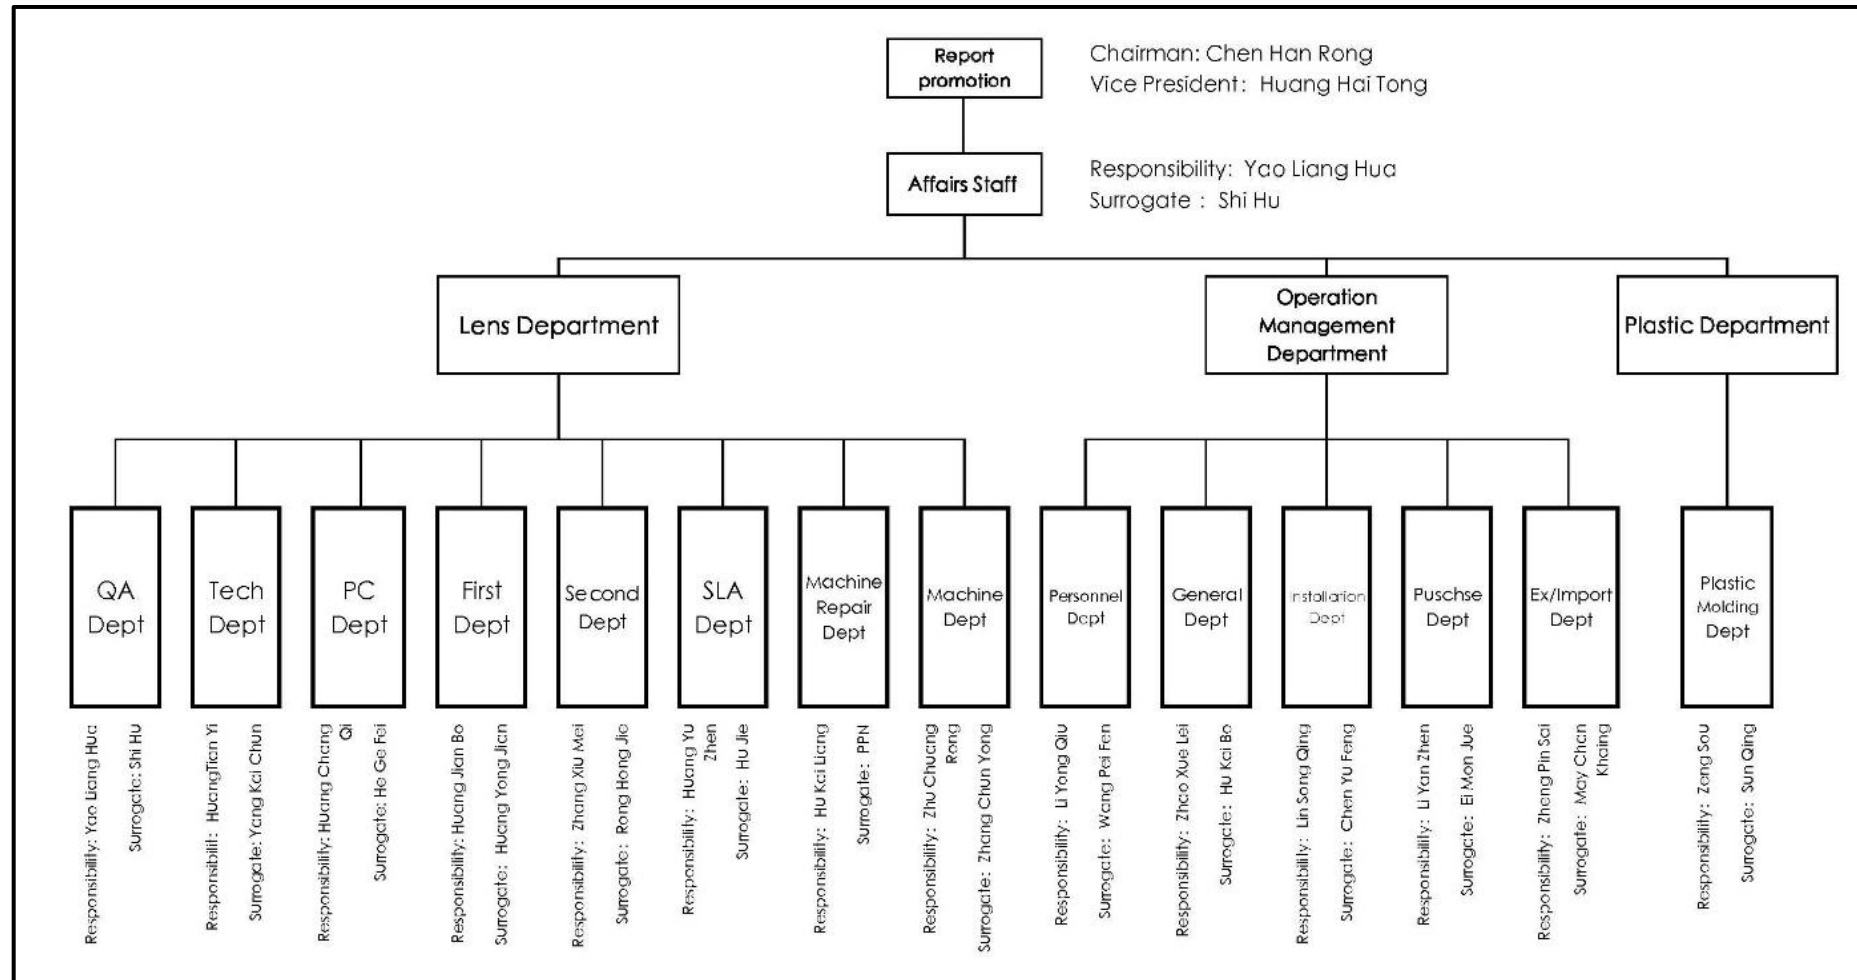 Report
promotion
Chairman: Chen Han Rong
Vice President: Huang Hai Tong
Affairs Staff
Responsibility: Yao Liang Hua
Surrogate : Shi Hu
Lens Department
Operation
Management
Department
Plastic Department
QA
Dept
Tech
Dept
PC
Dept
First
Dept
Second
Dept
SLA
Dept
Machine
Repair
Dept
Machine
Dept
Personnel
Dept
General
Dept
Installation
Dept
Puschse
Dept
Ex/Import
Dept
Plastic
Molding
Dept
Responsibility: Yao Liang Hua
Surrogate: Shi Hu
Responsibilit: HuangTian Yi
Surrogate: Yang Kai Chun
Responsibility: Huang Chang
Qi
Surrogate: He Ge Fei
Responsibility: Huang Jian Bo
Surrogate: Huang Yong Jian
Responsibility: Zhang Xiu Mei
Surrogate: Rong Hong Jie
Responsibility: Huang Yu
Zhen
Surrogate: Hu Jie
Responsibility: Hu Kai Liang
Surrogate: PPN
Responsibility: Zhu Chuang
Rong
Surrogate: Zhang Chun Yong
Responsibility: Li Yong Qiu
Surrogate: Wang Pei Fen
Responsibility: Zhao Xue Lei
Surrogate: Hu Kai Bo
Responsibility: Lin Song Qing
Surrogate: Chen Yu Feng
Responsibility: Li Yan Zhen
Surrogate: Ei Mon Jue
Responsibility: Zheng Pin Sai
Surrogate: May Chan
Khaing
Responsibility: Zeng Sou
Surrogate: Sun Qing